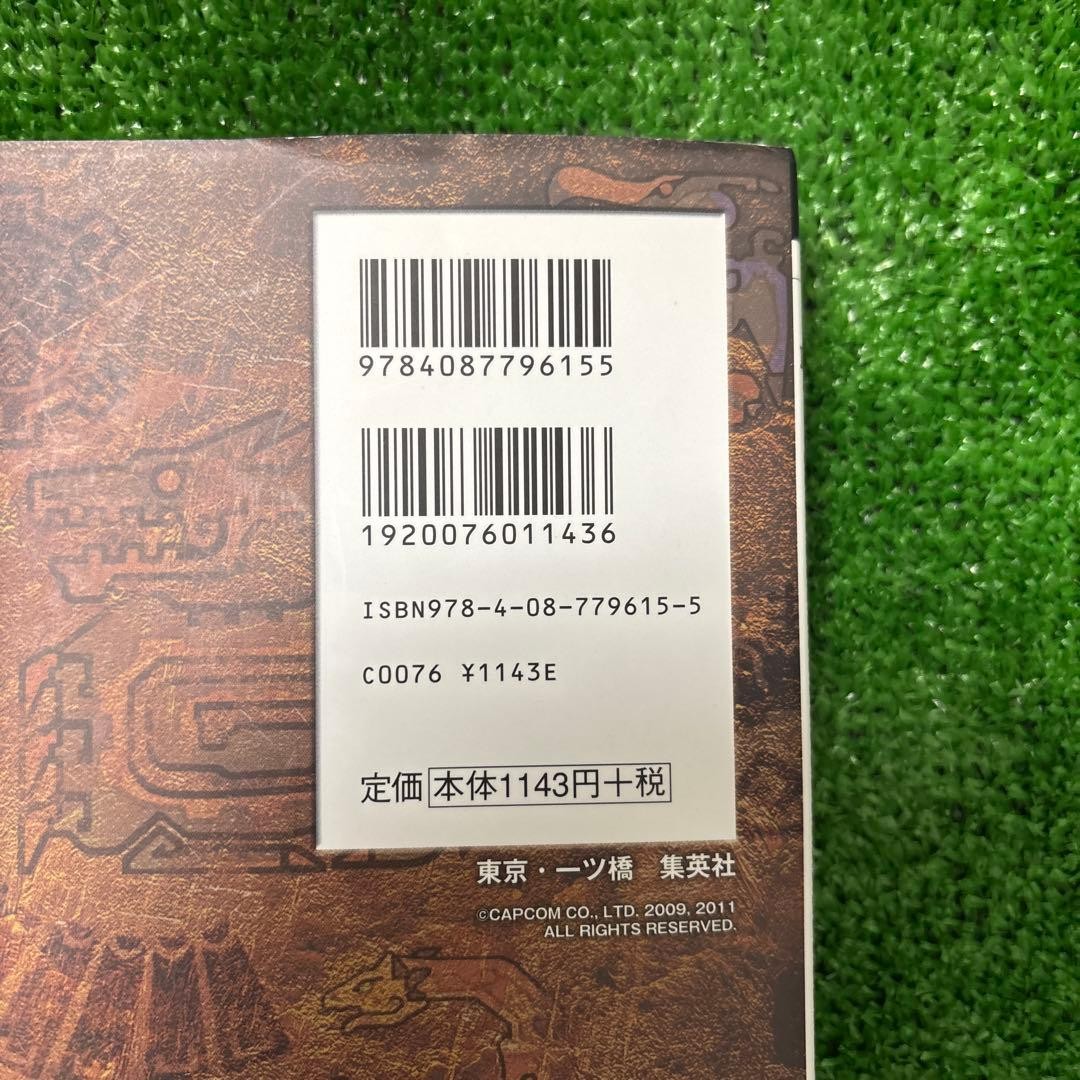 9784087796155
1920076011436
ISBN978-4-08-779615-5
C0076 ¥1143E
定価 本体1143円+税
東京・一ツ橋 集英社
©CAPCOM CO., LTD. 2009, 2011
ALL RIGHTS RESERVED.